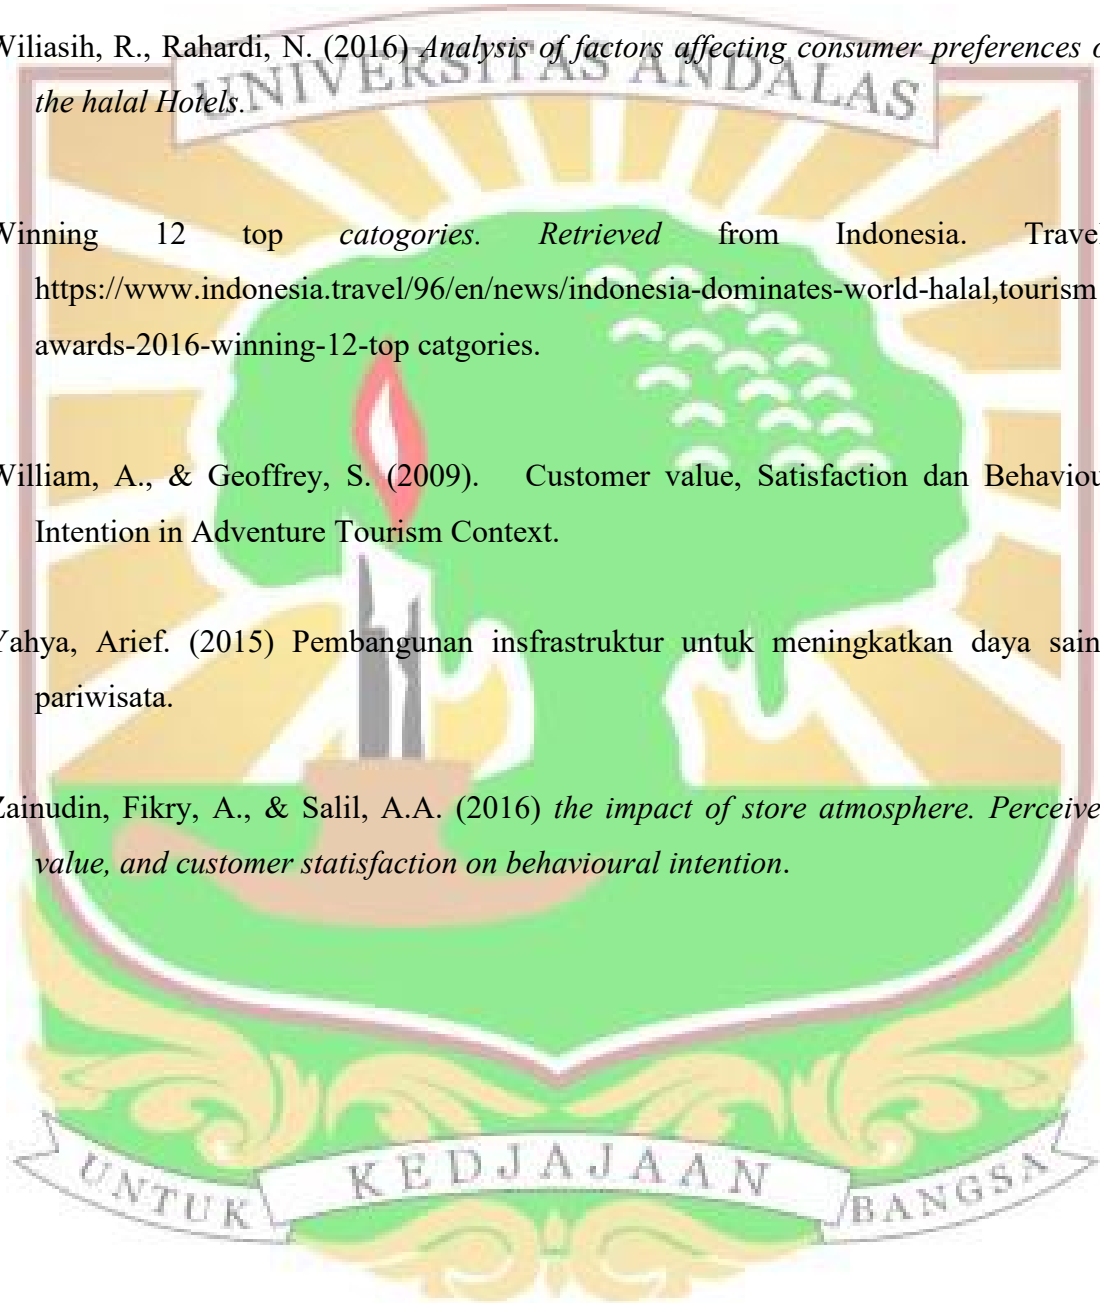 Wiliasih, R., Rahardi, N. (2016) Analysis of factors affecting consumer preferences o
the halal Hotels.
UNIVERSITAS ANDALAS
Winning 12 top catogories. Retrieved from Indonesia. Travel
https://www.indonesia.travel/96/en/news/indonesia-dominates-world-halal,tourism
awards-2016-winning-12-top catgories.
William, A., & Geoffrey, S. (2009). Customer value, Satisfaction dan Behaviou
Intention in Adventure Tourism Context.
Yahya, Arief. (2015) Pembangunan insfrastruktur untuk meningkatkan daya sain
pariwisata.
Zainudin, Fikry, A., & Salil, A.A. (2016) the impact of store atmosphere. Perceive
value, and customer statisfaction on behavioural intention.
UNTUK KEDJAJAAN BANGSA